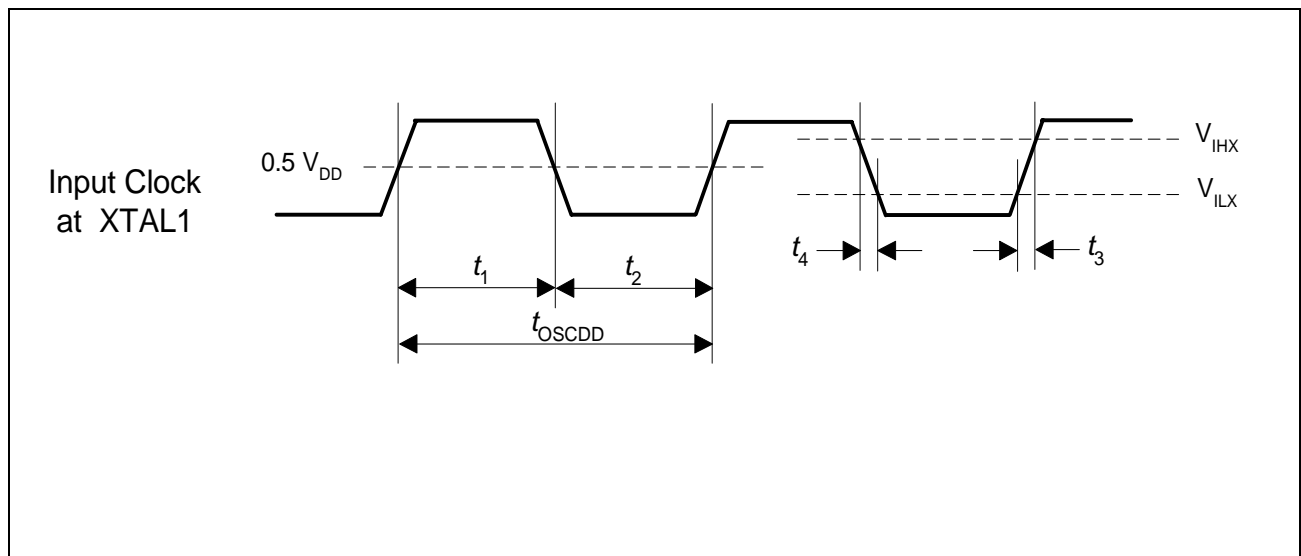 Input Clock
at XTAL1
0.5 VDD
t1
t2
tOSCDD
VIHX
VILX
t4
t3